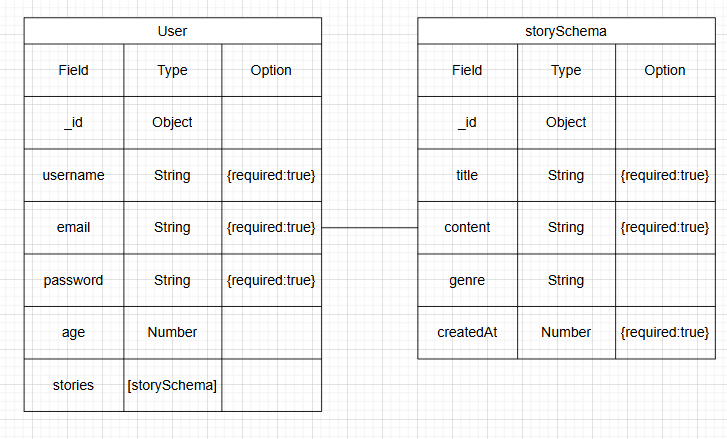 User
Field Type Option
_id Object
username String {required:true}
email String {required:true}
password String {required:true}
age Number
stories [storySchema]
storySchema
Field Type Option
_id Object
title String {required:true}
content String {required:true}
genre String
createdAt Number {required:true}